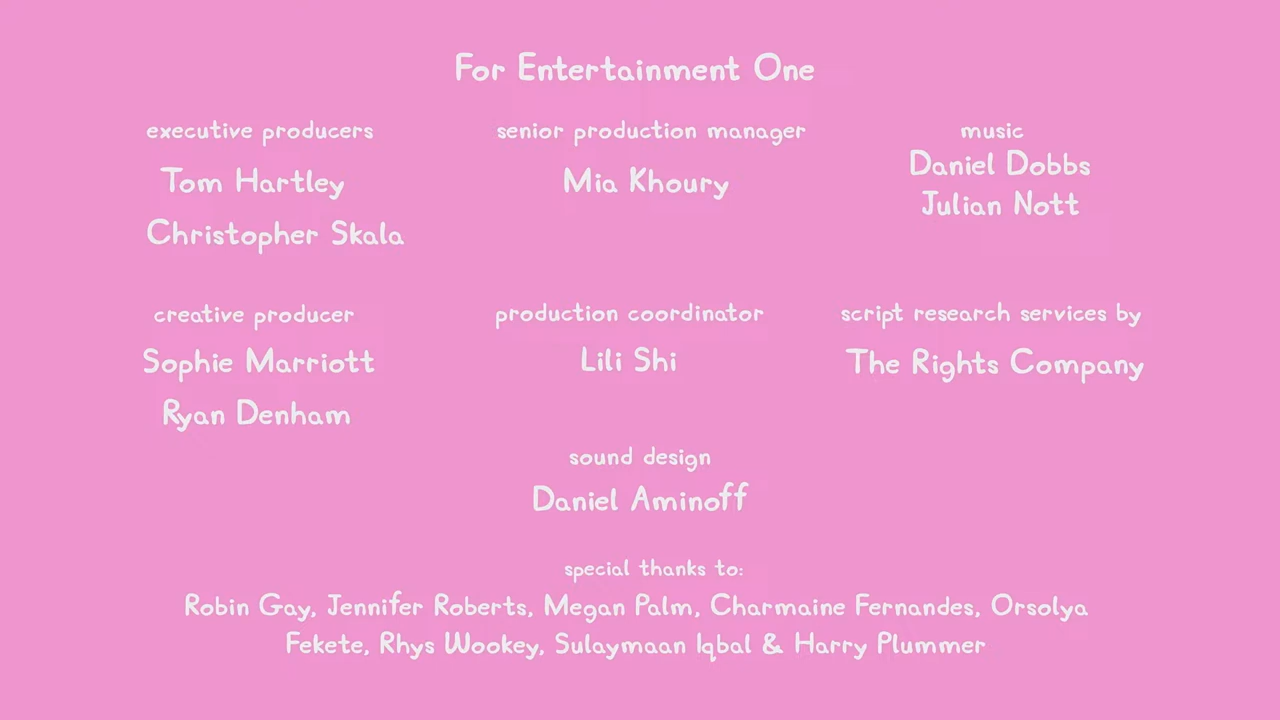 For Entertainment One
executive producers
Tom Hartley
Christopher Skala
senior production manager
Mia Khoury
music
Daniel Dobbs
Julian Nott
creative producer
Sophie Marriott
Ryan Denham
production coordinator
Lili Shi
script research services by
The Rights Company
sound design
Daniel Aminoff
special thanks to:
Robin Gay, Jennifer Roberts, Megan Palm, Charmaine Fernandes, Orsolya
Fekete, Rhys Wookey, Sulaymaan Iqbal & Harry Plummer